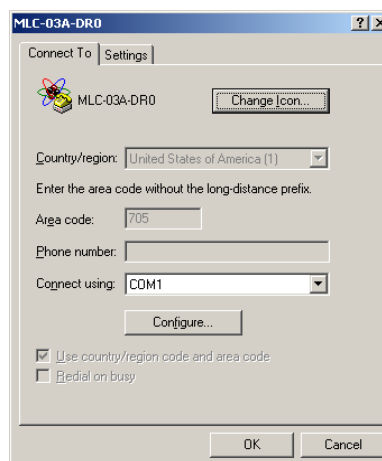 MLC-03A-DR0
Connect To
Settings
MLC-03A-DR0
Change Icon...
Country/region: United States of America (1)
Enter the area code without the long-distance prefix.
Area code: 705
Phone number:
Connect using: COM1
Configure...
Use country/region code and area code
Redial on busy
OK
Cancel